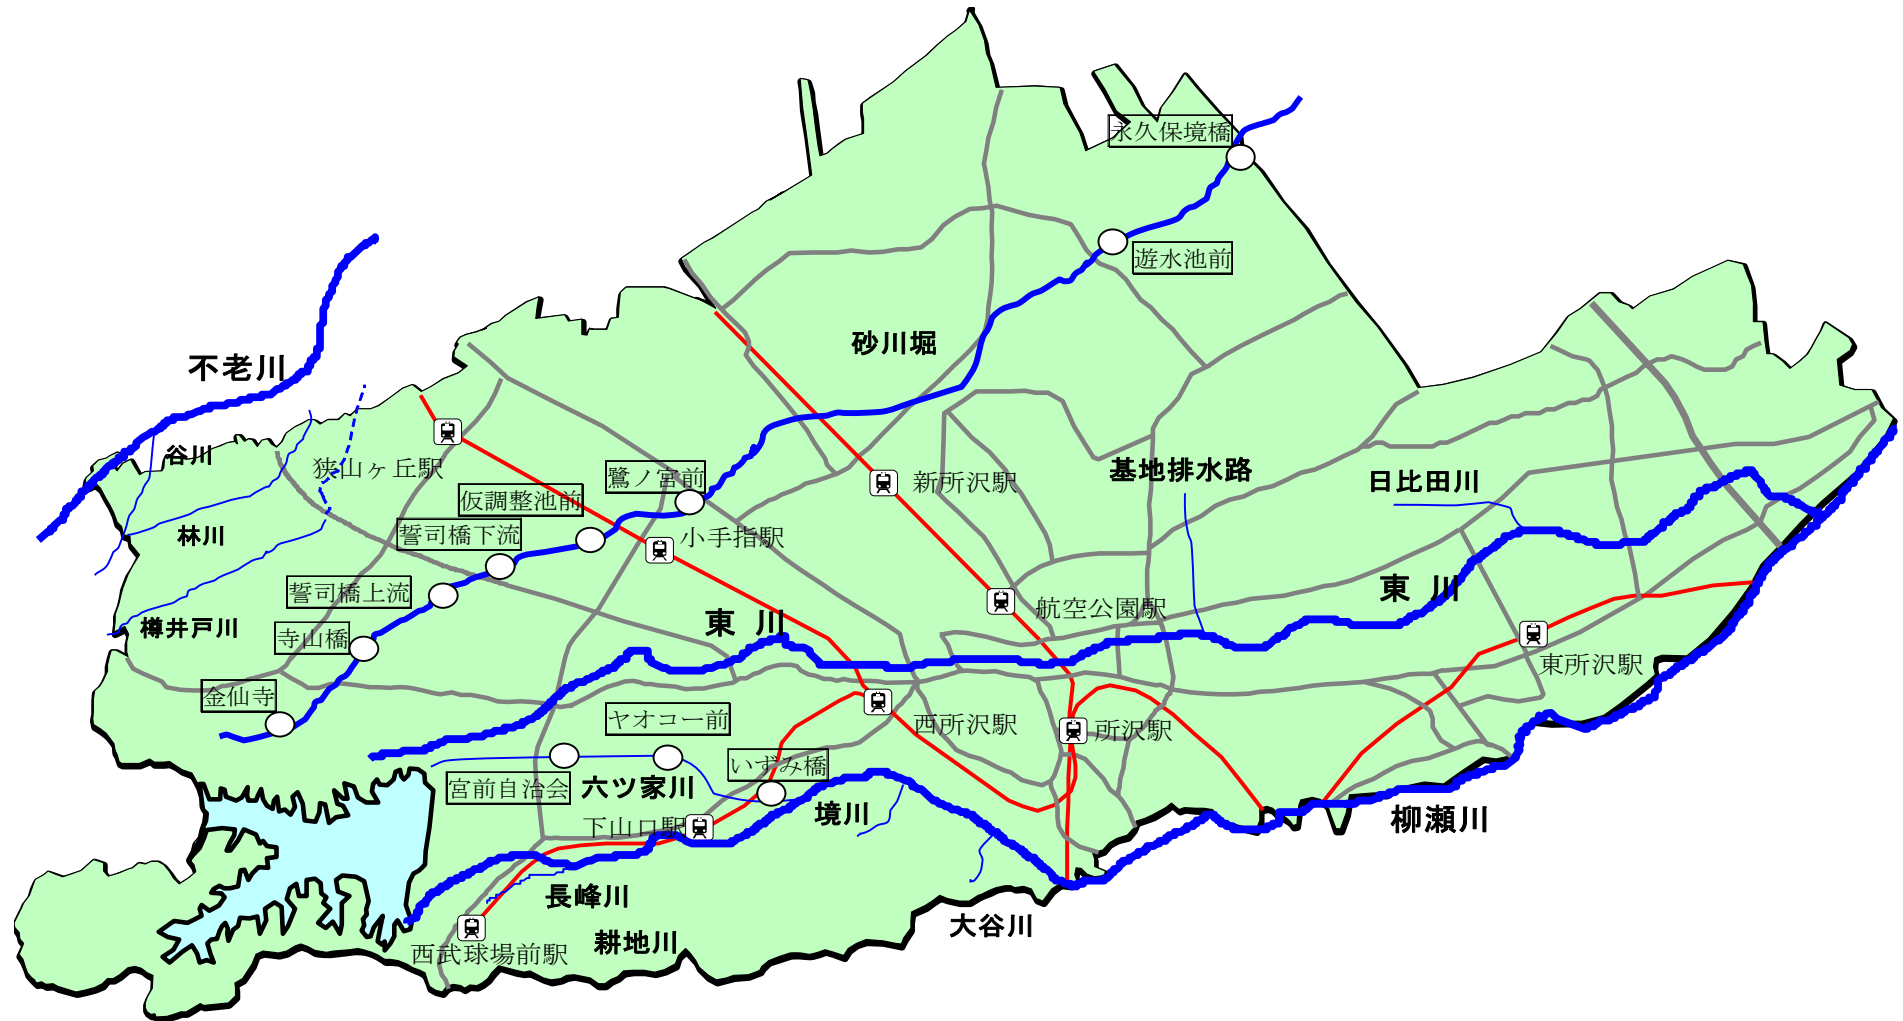 永久保境橋
遊水池前
砂川堀
不老川
谷川
狭山ヶ丘駅
鷺ノ宮前
新所沢駅
基地排水路
日比田川
仮調整池前
林川
誓司橋下流
小手指駅
誓司橋上流
東川
航空公園駅
東 川
樽井戸川
寺山橋
東所沢駅
金仙寺
ヤオコー前
西所沢駅
所沢駅
いずみ橋
宮前自治会
六ツ家川
境川
柳瀬川
下山口駅
長峰川
大谷川
耕地川
西武球場前駅